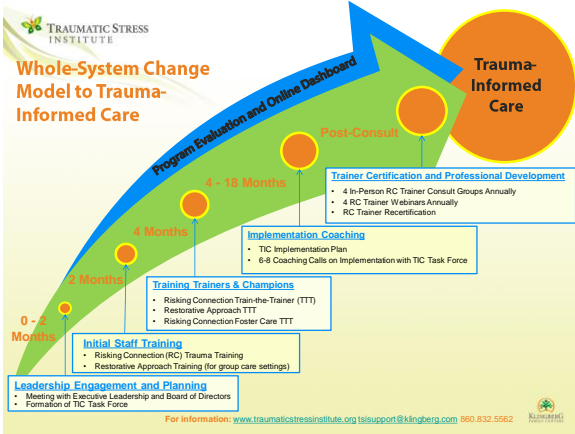 TRAUMATIC STRESS
INSTITUTE
Whole-System Change
Model to Trauma-
Informed Care
Program Evaluation and Online Dashboard
Trauma-
Informed
Care
Post-Consult
Trainer Certification and Professional Development
• 4 In-Person RC Trainer Consult Groups Annually
• 4 RC Trainer Webinars Annually
• RC Trainer Recertification
4 - 18 Months
Implementation Coaching
• TIC Implementation Plan
• 6-8 Coaching Calls on Implementation with TIC Task Force
4 Months
Training Trainers & Champions
• Risking Connection Train-the-Trainer (TTT)
• Restorative Approach TTT
• Risking Connection Foster Care TTT
2 Months
Initial Staff Training
• Risking Connection (RC) Trauma Training
• Restorative Approach Training (for group care settings)
0 - 2
Months
Leadership Engagement and Planning
• Meeting with Executive Leadership and Board of Directors
• Formation of TIC Task Force
For information: www.traumaticstressinstitute.org tsisupport@klingberg.com 860.832.5562
KLINGBERG
FAMILY CENTERS